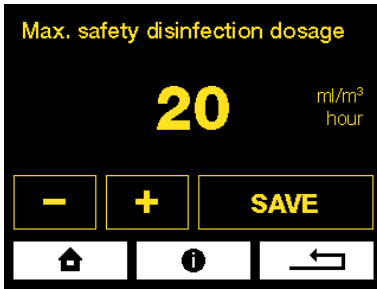 Max. safety disinfection dosage
20
ml/m³
hour
− + SAVE
i